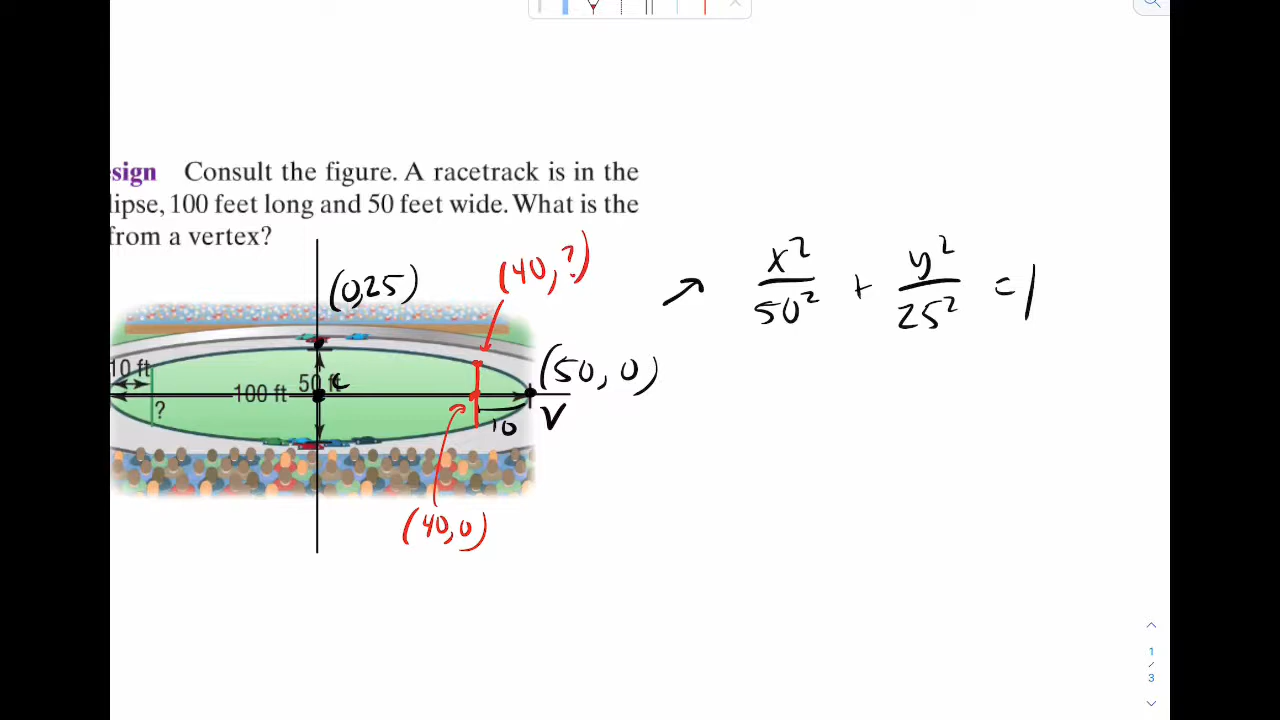 sign Consult the figure. A racetrack is in the
lipse, 100 feet long and 50 feet wide. What is the
from a vertex?
(0,25)
(40,?)
x²/50² + y²/25² = 1
10 ft
100 ft
50 ft
c
(50, 0)
?
10
V
(40,0)
1
/
3